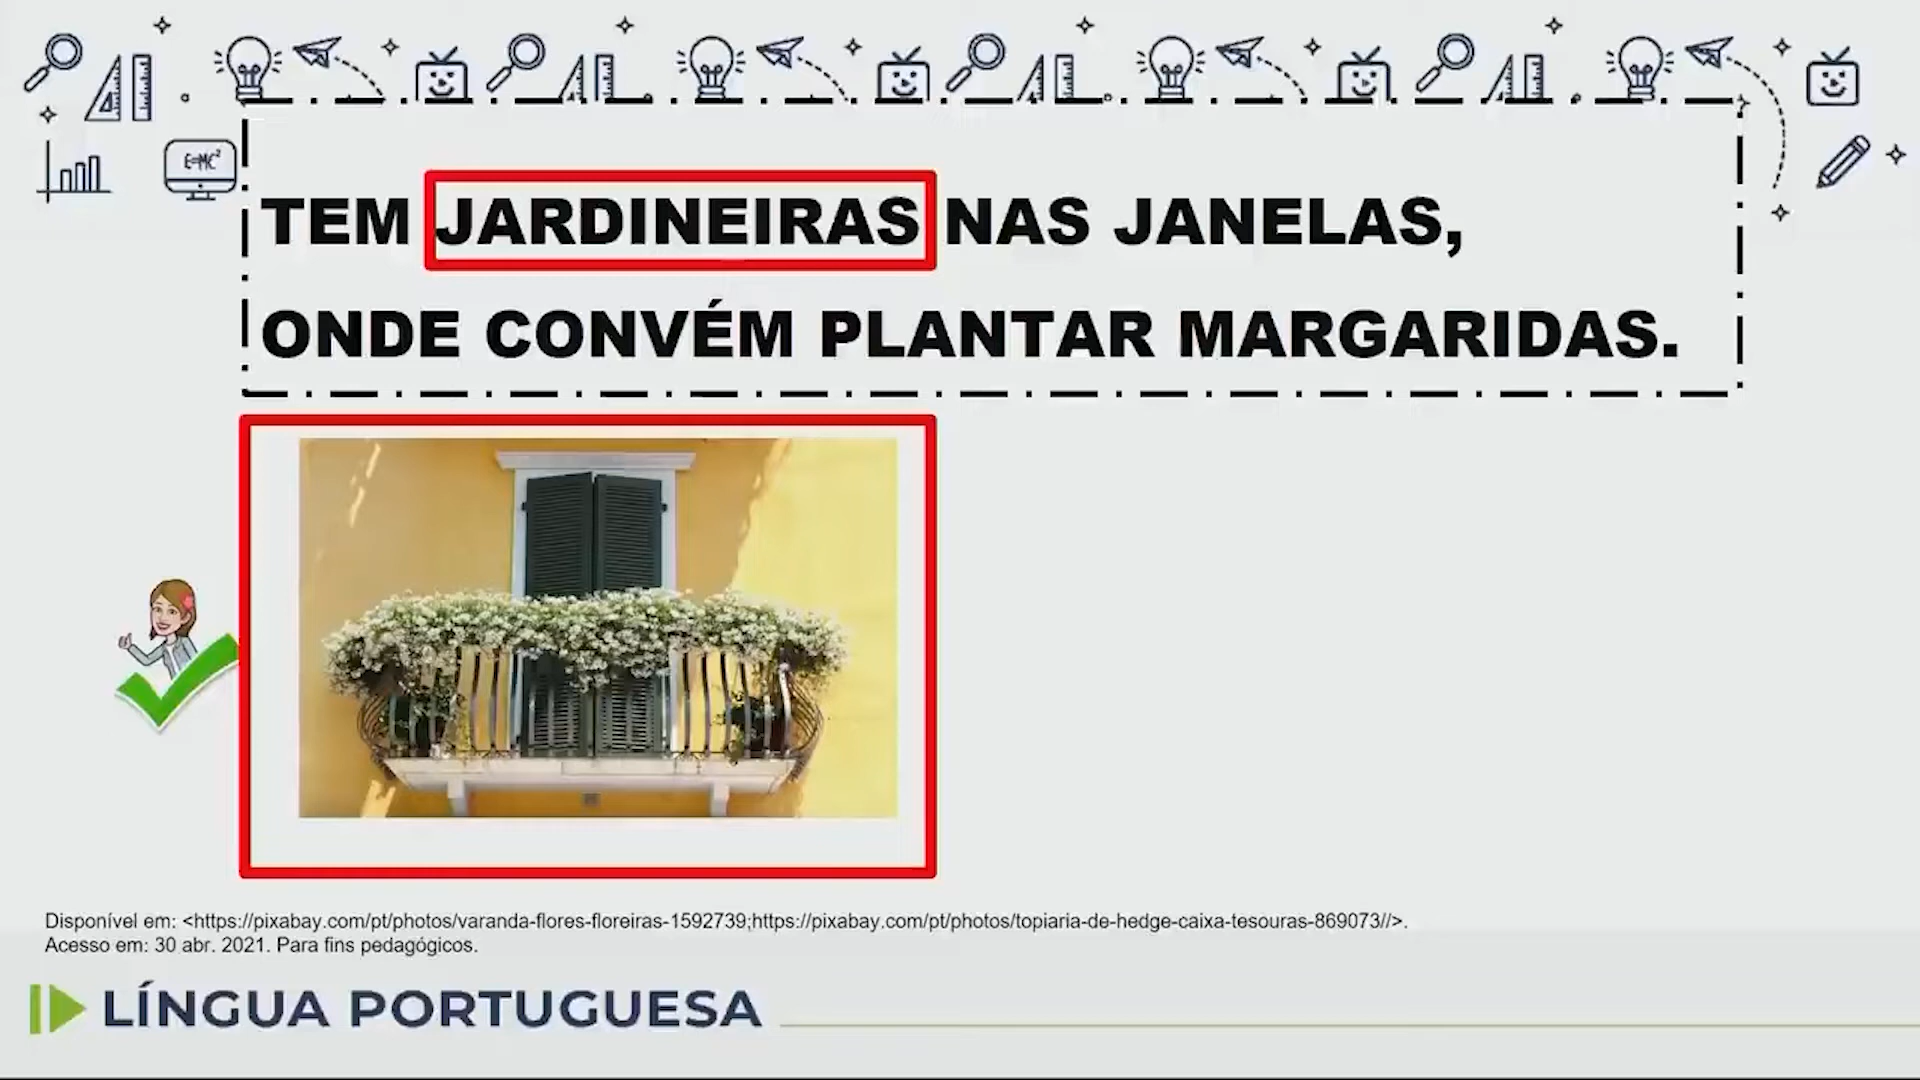 E=MC²
TEM JARDINEIRAS NAS JANELAS,
ONDE CONVÉM PLANTAR MARGARIDAS.
Disponível em: <https://pixabay.com/pt/photos/varanda-flores-floreiras-1592739;https://pixabay.com/pt/photos/topiaria-de-hedge-caixa-tesouras-869073//>.
Acesso em: 30 abr. 2021. Para fins pedagógicos.
LÍNGUA PORTUGUESA